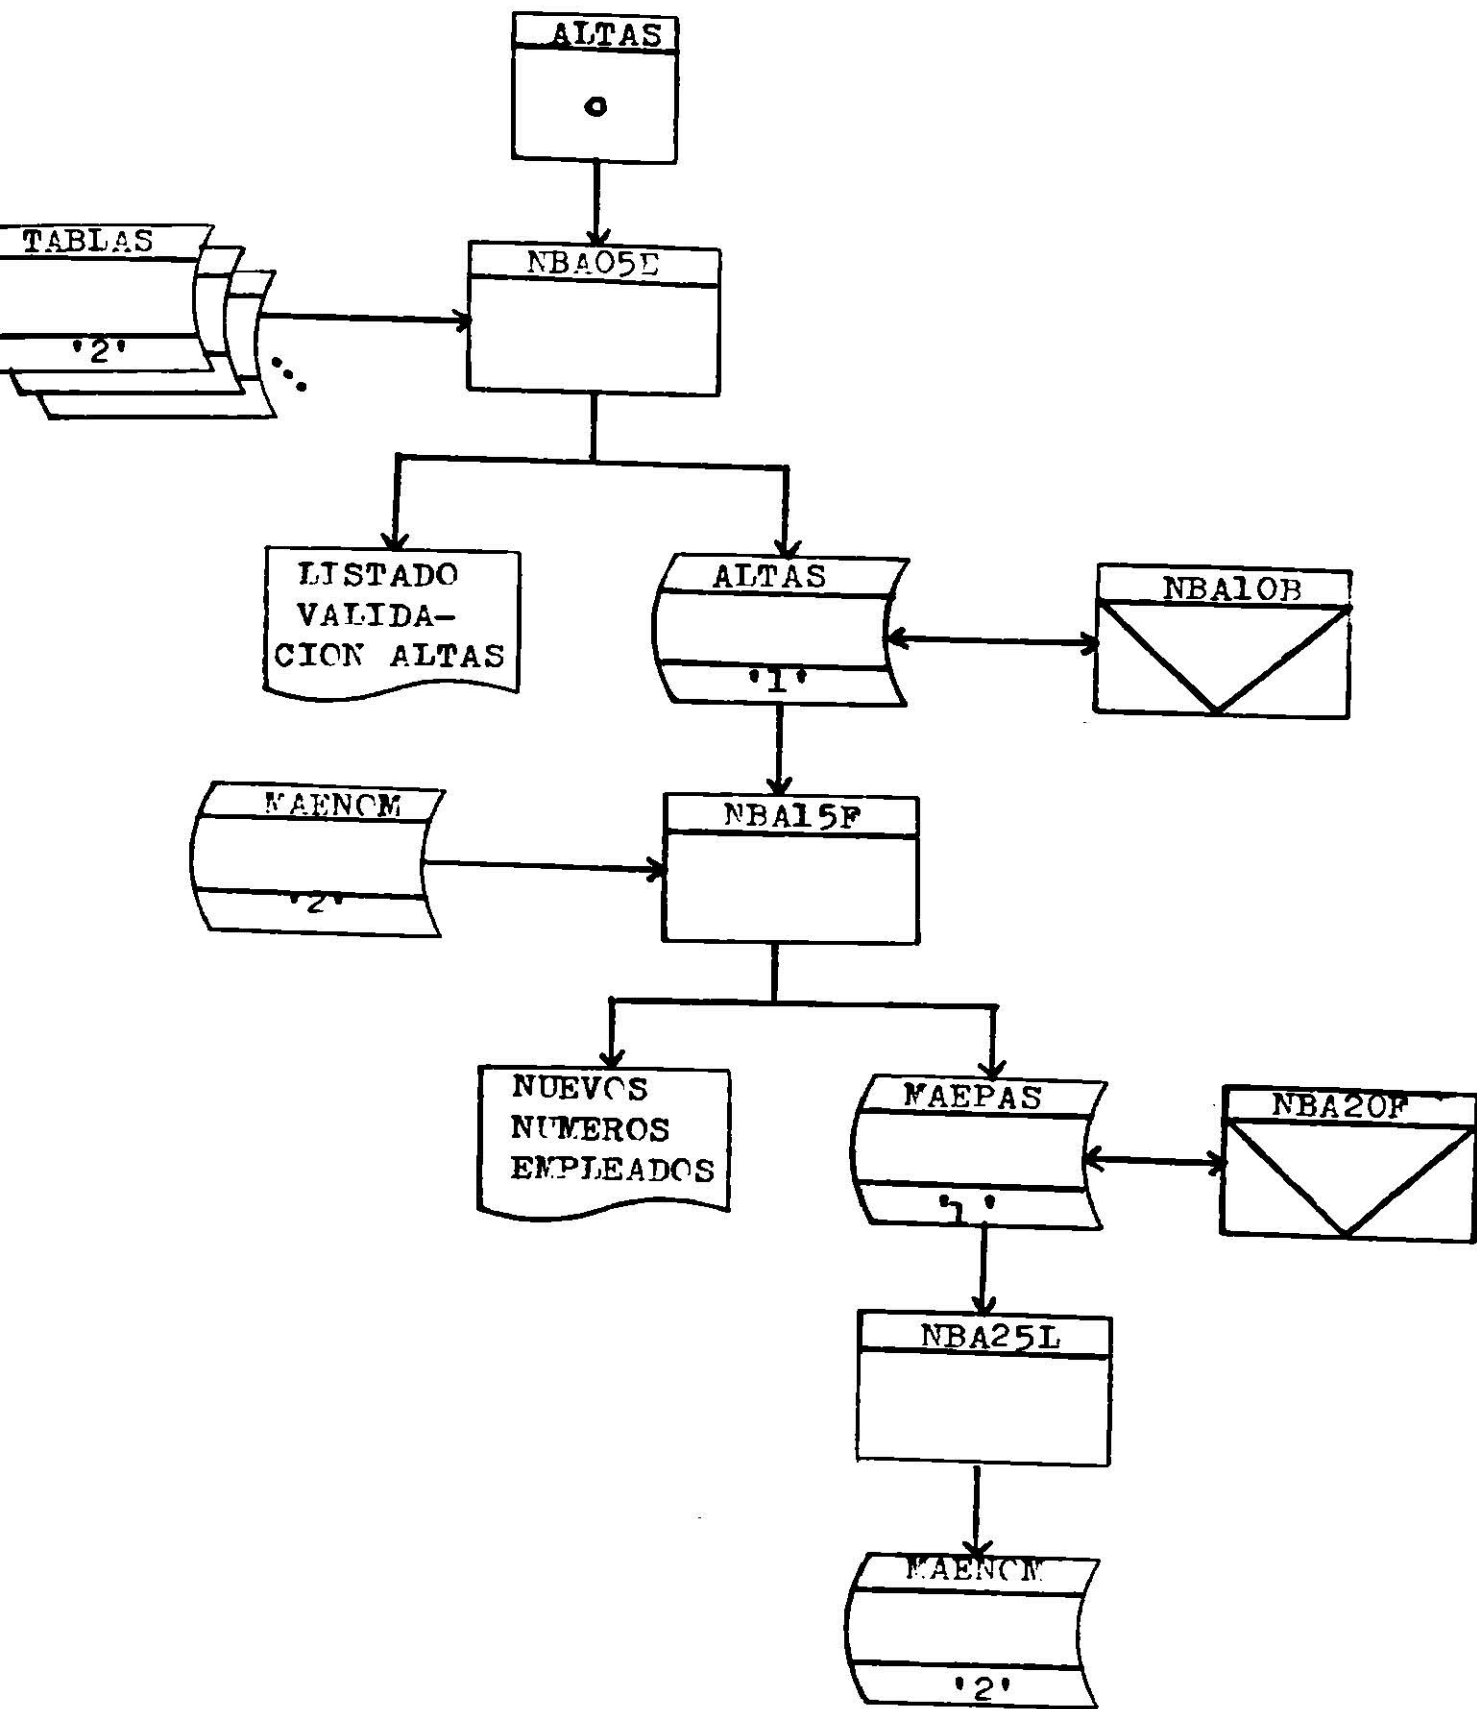 ALTAS
o
TABLAS
'2'
NBA05E
LISTADO
VALIDA-
CION ALTAS
ALTAS
'1'
NBA10B
MAENOM
'2'
NBA15F
NUEVOS
NUMEROS
EMPLEADOS
MAEPAS
'1'
NBA20F
NBA25L
MAENOM
'2'